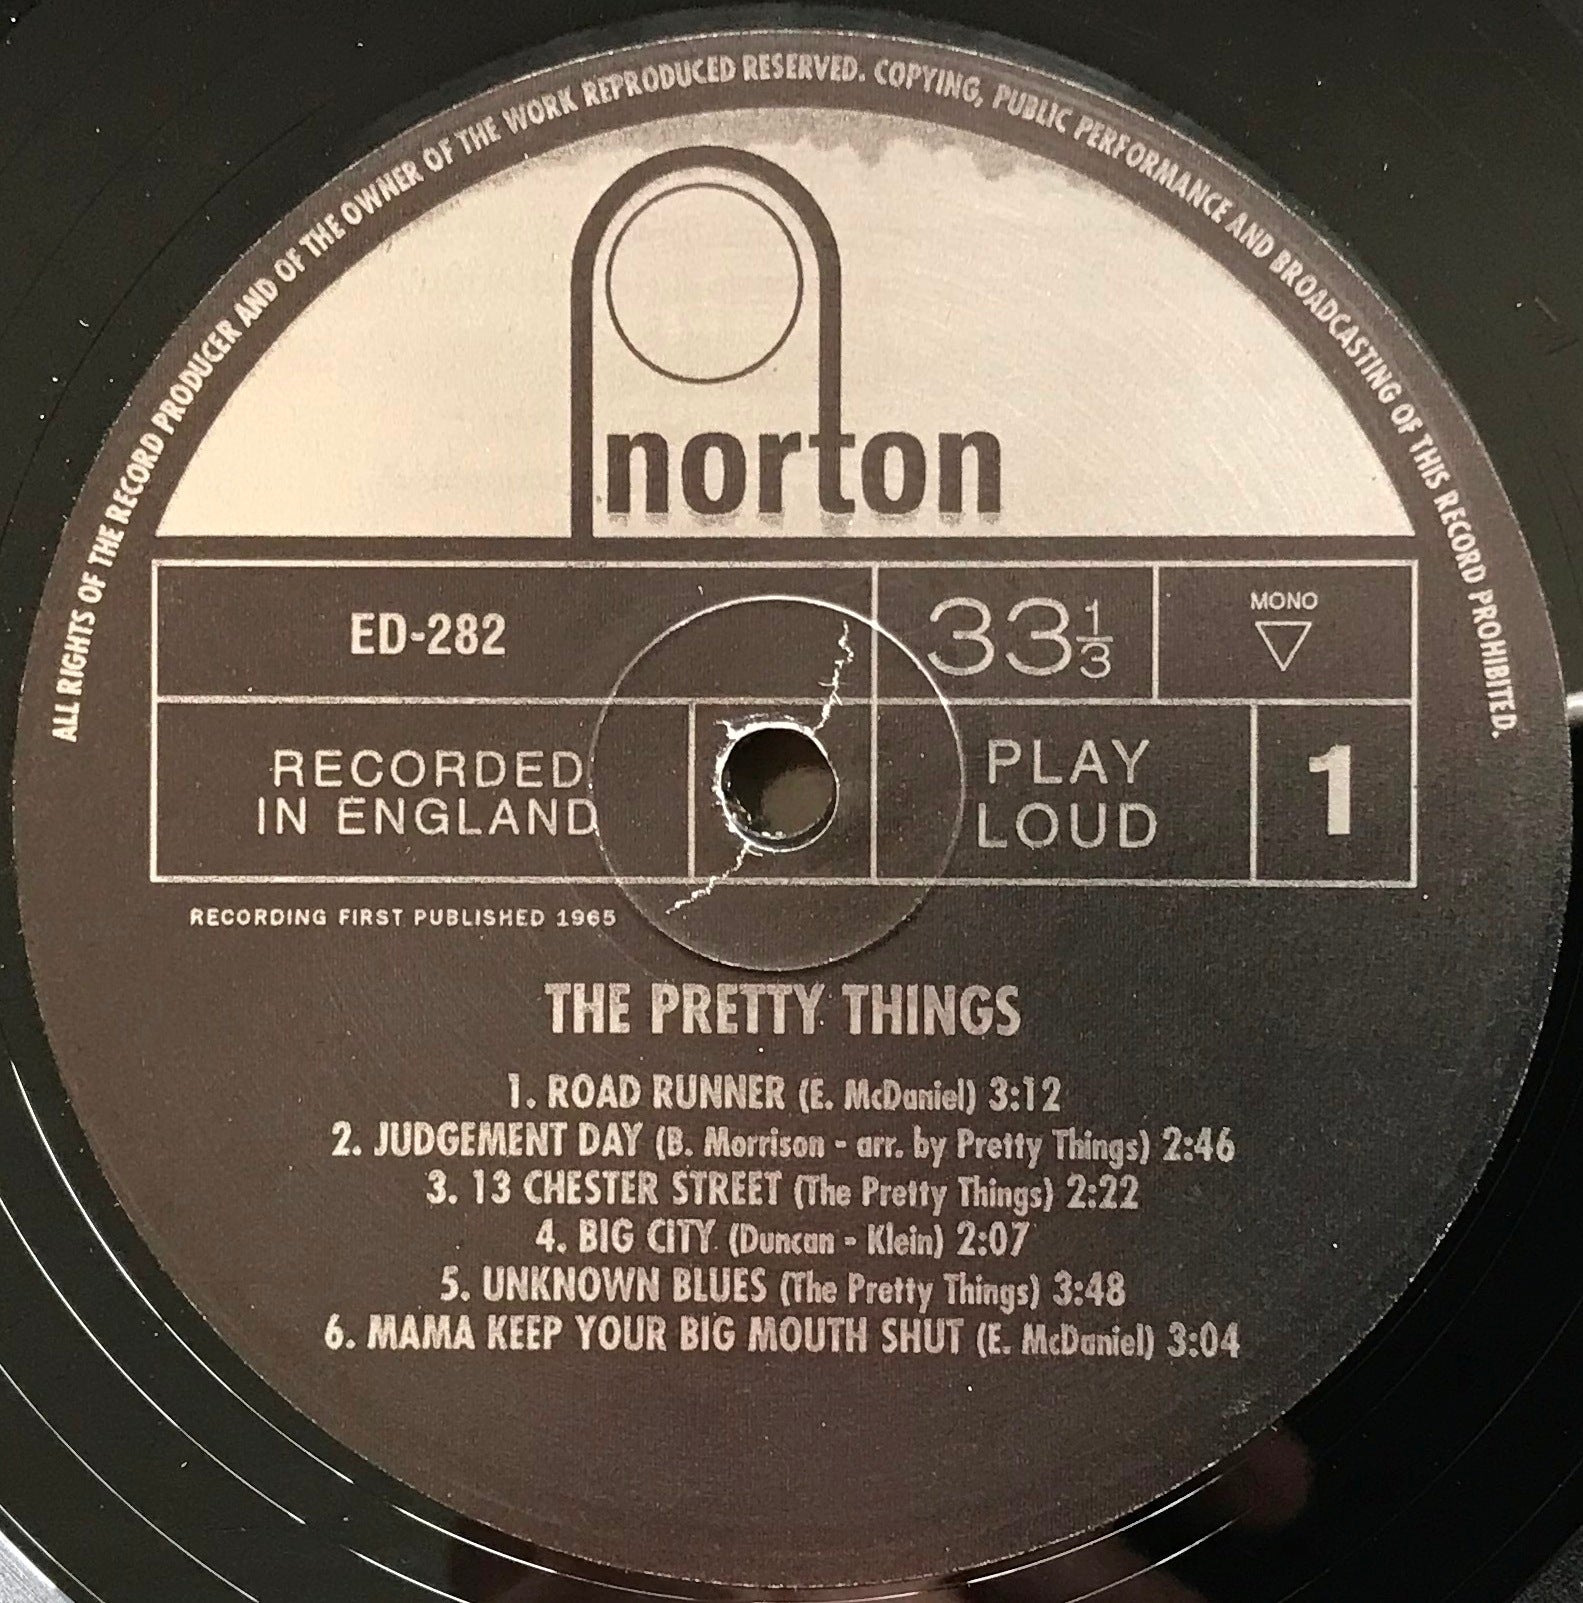 ALL RIGHTS OF THE RECORD PRODUCER AND OF THE OWNER OF THE WORK REPRODUCED RESERVED. COPYING, PUBLIC PERFORMANCE AND BROADCASTING OF THIS RECORD PROHIBITED.
norton
ED-282
33 1/3
MONO
RECORDED
IN ENGLAND
PLAY
LOUD
1
RECORDING FIRST PUBLISHED 1965
THE PRETTY THINGS
1. ROAD RUNNER (E. McDaniel) 3:12
2. JUDGEMENT DAY (B. Morrison - arr. by Pretty Things) 2:46
3. 13 CHESTER STREET (The Pretty Things) 2:22
4. BIG CITY (Duncan - Klein) 2:07
5. UNKNOWN BLUES (The Pretty Things) 3:48
6. MAMA KEEP YOUR BIG MOUTH SHUT (E. McDaniel) 3:04